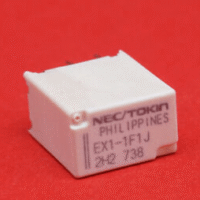 NEC/TOKIN
PHILIPPINES
EX1-1F1J
2H2 738